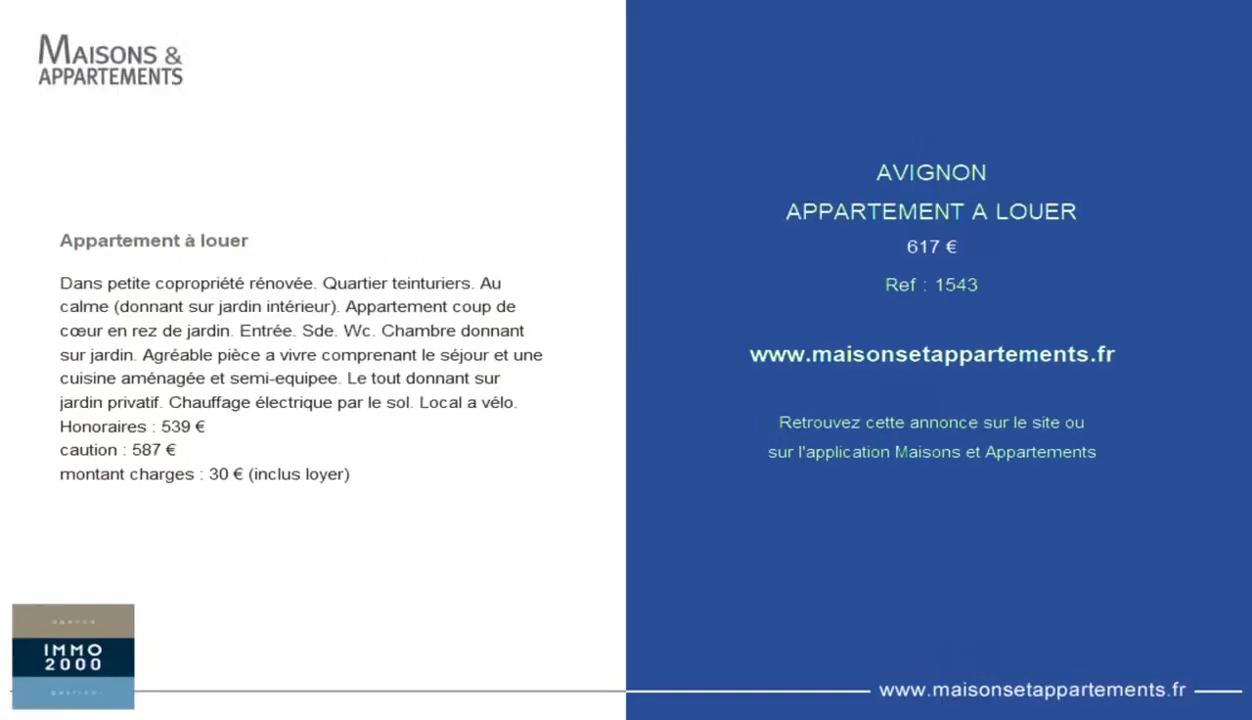 MAISONS &
APPARTEMENTS
Appartement à louer
Dans petite copropriété rénovée. Quartier teinturiers. Au
calme (donnant sur jardin intérieur). Appartement coup de
cœur en rez de jardin. Entrée. Sde. Wc. Chambre donnant
sur jardin. Agréable pièce a vivre comprenant le séjour et une
cuisine aménagée et semi-equipee. Le tout donnant sur
jardin privatif. Chauffage électrique par le sol. Local a vélo.
Honoraires : 539 €
caution : 587 €
montant charges : 30 € (inclus loyer)
AVIGNON
APPARTEMENT A LOUER
617 €
Ref : 1543
www.maisonsetappartements.fr
Retrouvez cette annonce sur le site ou
sur l'application Maisons et Appartements
agence
IMMO
2000
gestion
www.maisonsetappartements.fr